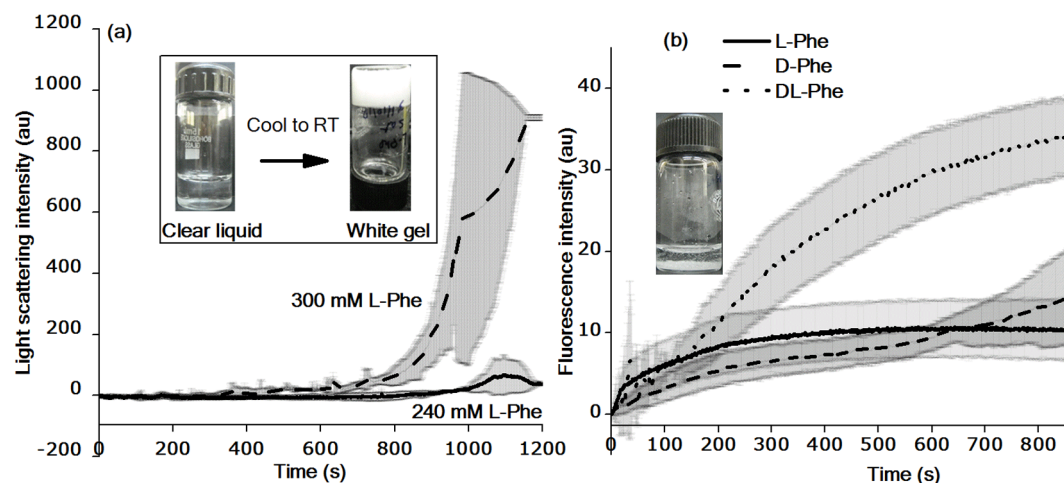 (a)
Light scattering intensity (au)
1200
1000
800
600
400
200
0
-200
Cool to RT
Clear liquid
White gel
300 mM L-Phe
240 mM L-Phe
0
200
400
600
800
1000
1200
Time (s)
(b)
L-Phe
D-Phe
DL-Phe
Fluorescence intensity (au)
40
30
20
10
0
0
100
200
300
400
500
600
700
800
Time (s)